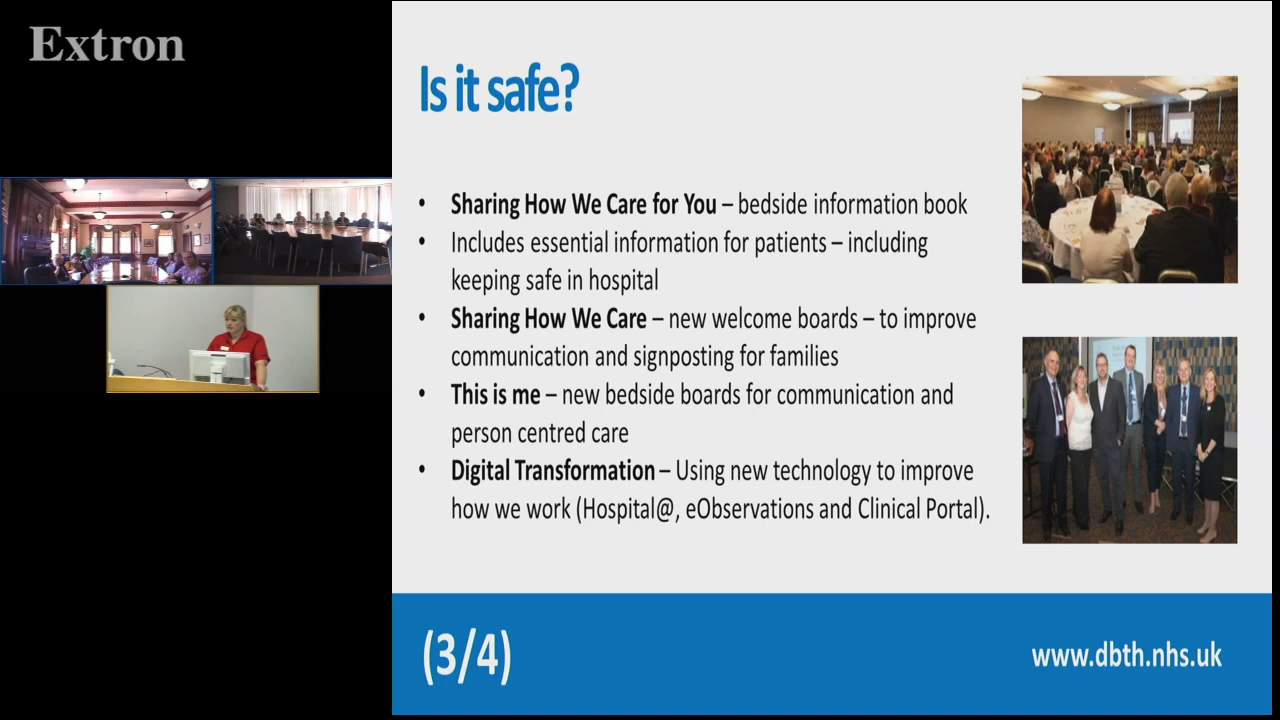 Extron
Is it safe?
• Sharing How We Care for You – bedside information book
• Includes essential information for patients – including
keeping safe in hospital
• Sharing How We Care – new welcome boards – to improve
communication and signposting for families
• This is me – new bedside boards for communication and
person centred care
• Digital Transformation – Using new technology to improve
how we work (Hospital@, eObservations and Clinical Portal).
(3/4)
www.dbth.nhs.uk